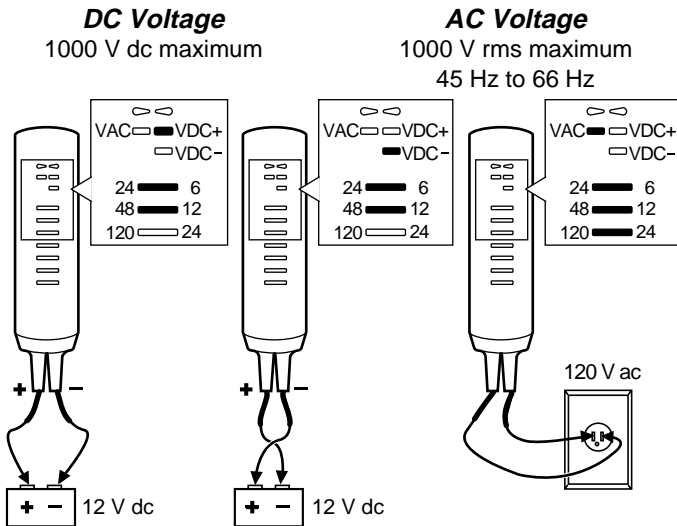 DC Voltage
1000 V dc maximum
AC Voltage
1000 V rms maximum
45 Hz to 66 Hz
VAC VDC+
VDC−
24 6
48 12
120 24
+ −
+ −
12 V dc
VAC VDC+
VDC−
24 6
48 12
120 24
+ −
+ −
12 V dc
VAC VDC+
VDC−
24 6
48 12
120 24
120 V ac